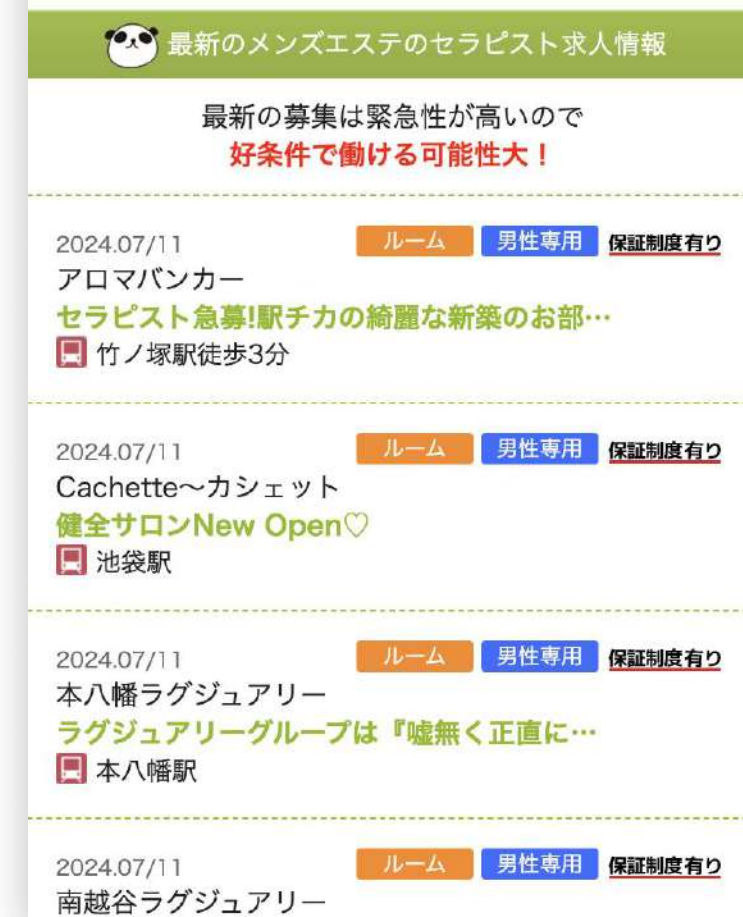 最新のメンズエステのセラピスト求人情報
最新の募集は緊急性が高いので
好条件で働ける可能性大！
2024.07/11 ルーム 男性専用 保証制度有り
アロマバンカー
セラピスト急募!駅チカの綺麗な新築のお部…
竹ノ塚駅徒歩3分
2024.07/11 ルーム 男性専用 保証制度有り
Cachette～カシェット
健全サロンNew Open♡
池袋駅
2024.07/11 ルーム 男性専用 保証制度有り
本八幡ラグジュアリー
ラグジュアリーグループは『嘘無く正直に…
本八幡駅
2024.07/11 ルーム 男性専用 保証制度有り
南越谷ラグジュアリー